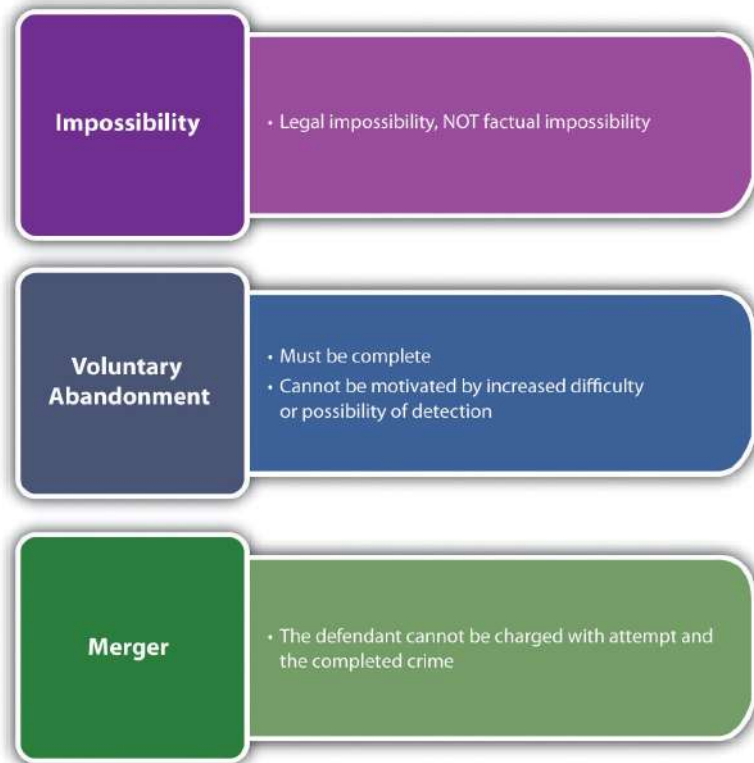 Impossibility
• Legal impossibility, NOT factual impossibility
Voluntary
Abandonment
• Must be complete
• Cannot be motivated by increased difficulty
or possibility of detection
Merger
• The defendant cannot be charged with attempt and
the completed crime